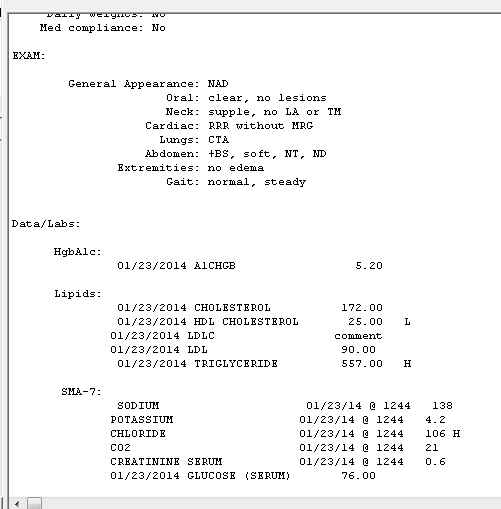 Daily weights: No
Med compliance: No
EXAM:
General Appearance: NAD
Oral: clear, no lesions
Neck: supple, no LA or TM
Cardiac: RRR without MRG
Lungs: CTA
Abdomen: +BS, soft, NT, ND
Extremities: no edema
Gait: normal, steady
Data/Labs:
HgbA1c:
01/23/2014 A1CHGB 5.20
Lipids:
01/23/2014 CHOLESTEROL 172.00
01/23/2014 HDL CHOLESTEROL 25.00 L
01/23/2014 LDLC comment
01/23/2014 LDL 90.00
01/23/2014 TRIGLYCERIDE 557.00 H
SMA-7:
SODIUM 01/23/14 @ 1244 138
POTASSIUM 01/23/14 @ 1244 4.2
CHLORIDE 01/23/14 @ 1244 106 H
CO2 01/23/14 @ 1244 21
CREATININE SERUM 01/23/14 @ 1244 0.6
01/23/2014 GLUCOSE (SERUM) 76.00